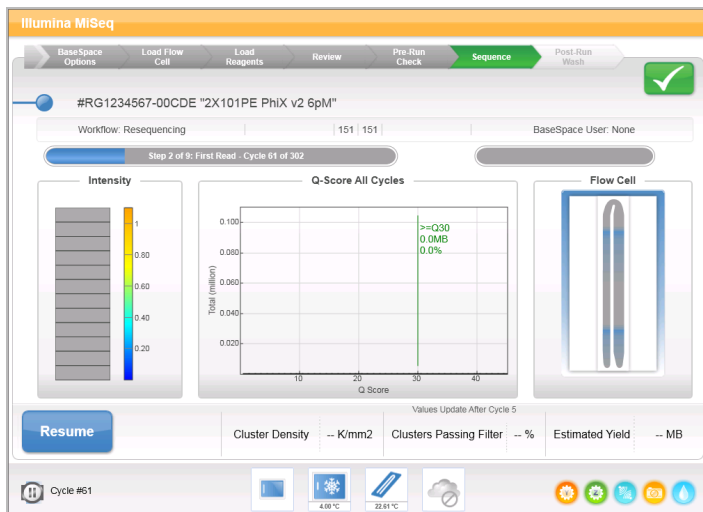 Illumina MiSeq
BaseSpace Options
Load Flow Cell
Load Reagents
Review
Pre-Run Check
Sequence
Post-Run Wash
#RG1234567-00CDE "2X101PE PhiX v2 6pM"
Workflow: Resequencing
151 151
BaseSpace User: None
Step 2 of 9: First Read - Cycle 61 of 302
Intensity
1
0.80
0.60
0.40
0.20
Q-Score All Cycles
Total (million)
0.100
0.080
0.060
0.040
0.020
>=Q30
0.0MB
0.0%
10 20 30 40
Q Score
Flow Cell
Values Update After Cycle 5
Resume
Cluster Density -- K/mm2
Clusters Passing Filter -- %
Estimated Yield -- MB
Cycle #61
4.00 °C
22.61 °C